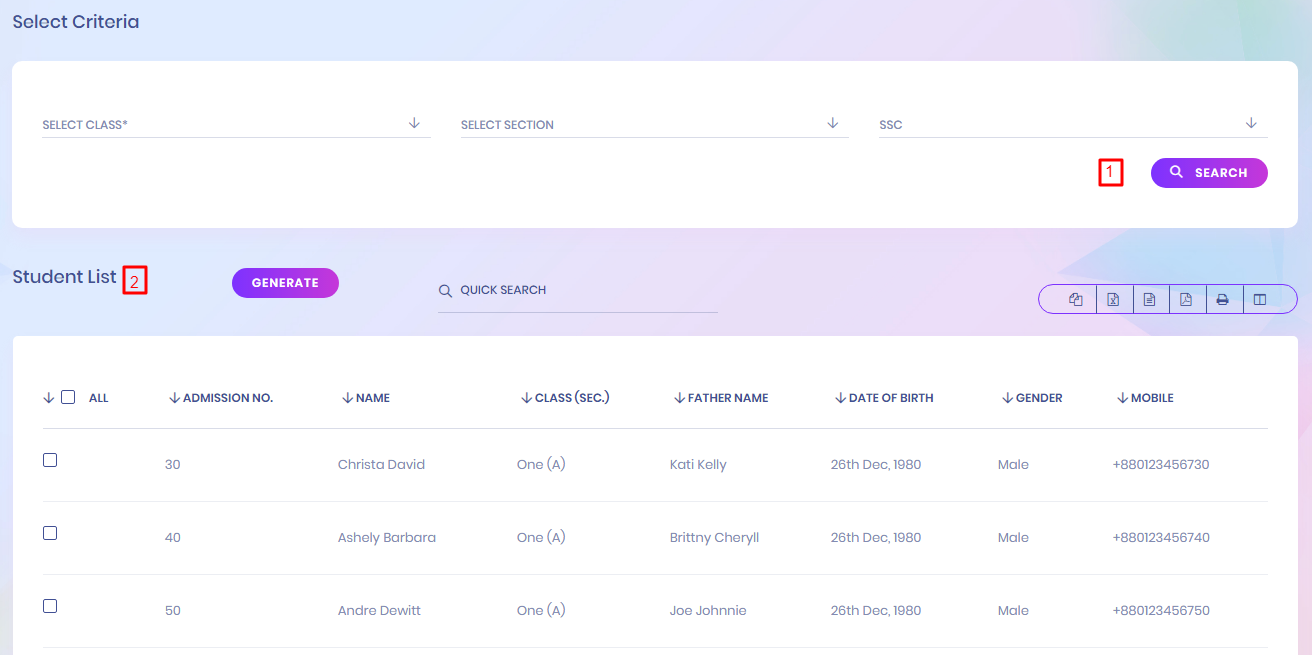 Select Criteria
SELECT CLASS* SELECT SECTION SSC
1 SEARCH
Student List 2 GENERATE QUICK SEARCH
ALL ADMISSION NO. NAME CLASS (SEC.) FATHER NAME DATE OF BIRTH GENDER MOBILE
30 Christa David One (A) Kati Kelly 26th Dec, 1980 Male +880123456730
40 Ashely Barbara One (A) Brittny Cheryll 26th Dec, 1980 Male +880123456740
50 Andre Dewitt One (A) Joe Johnnie 26th Dec, 1980 Male +880123456750